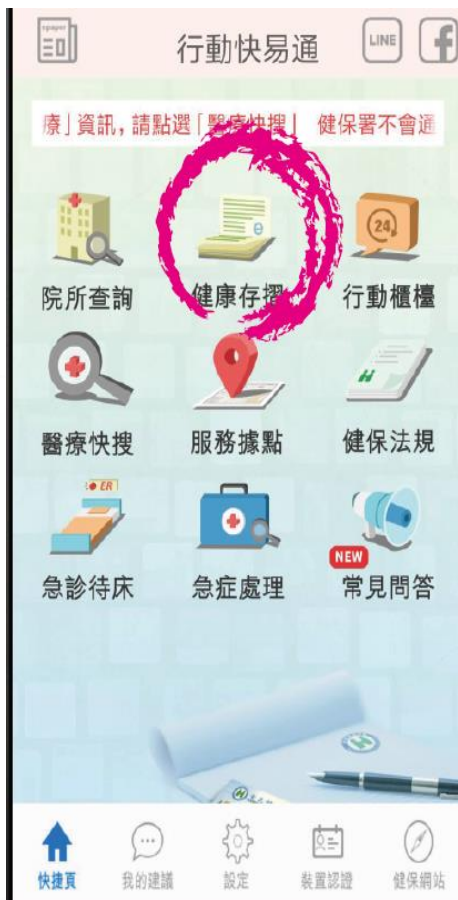 epaper
行動快易通
LINE
療」資訊,請點選「醫療快搜」 健保署不會通
24
院所查詢
健康存摺
行動櫃檯
醫療快搜
服務據點
健保法規
ER
急診待床
急症處理
NEW
常見問答
快捷頁
我的建議
設定
裝置認證
健保網站